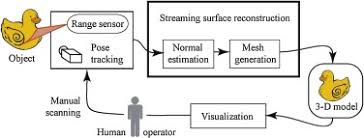 Object
Range sensor
Pose
tracking
Streaming surface reconstruction
Normal
estimation
Mesh
generation
3-D model
Manual
scanning
Human operator
Visualization